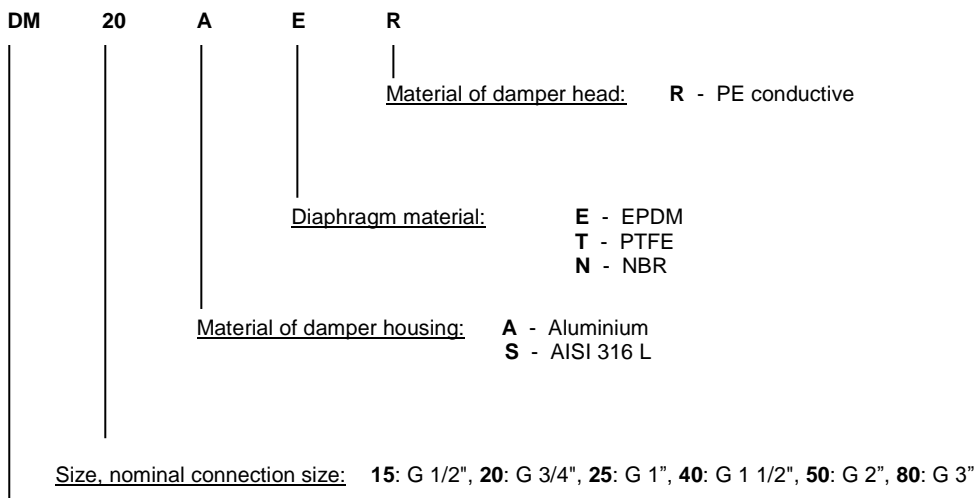 DM 20 A E R
Material of damper head: R - PE conductive
Diaphragm material: E - EPDM
T - PTFE
N - NBR
Material of damper housing: A - Aluminium
S - AISI 316 L
Size, nominal connection size: 15: G 1/2", 20: G 3/4", 25: G 1”, 40: G 1 1/2", 50: G 2”, 80: G 3”